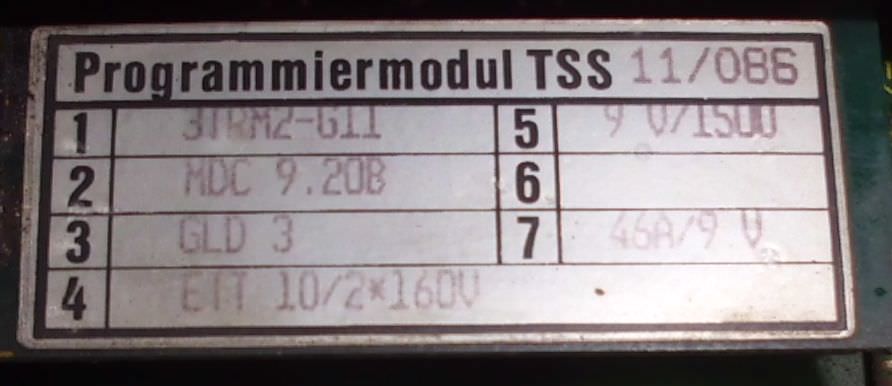 Programmiermodul TSS 11/086
1 3TRM2-G11 5 9 V/1500
2 MDC 9.20B 6
3 GLD 3 7 46A/9 V
4 ETT 10/2*160V